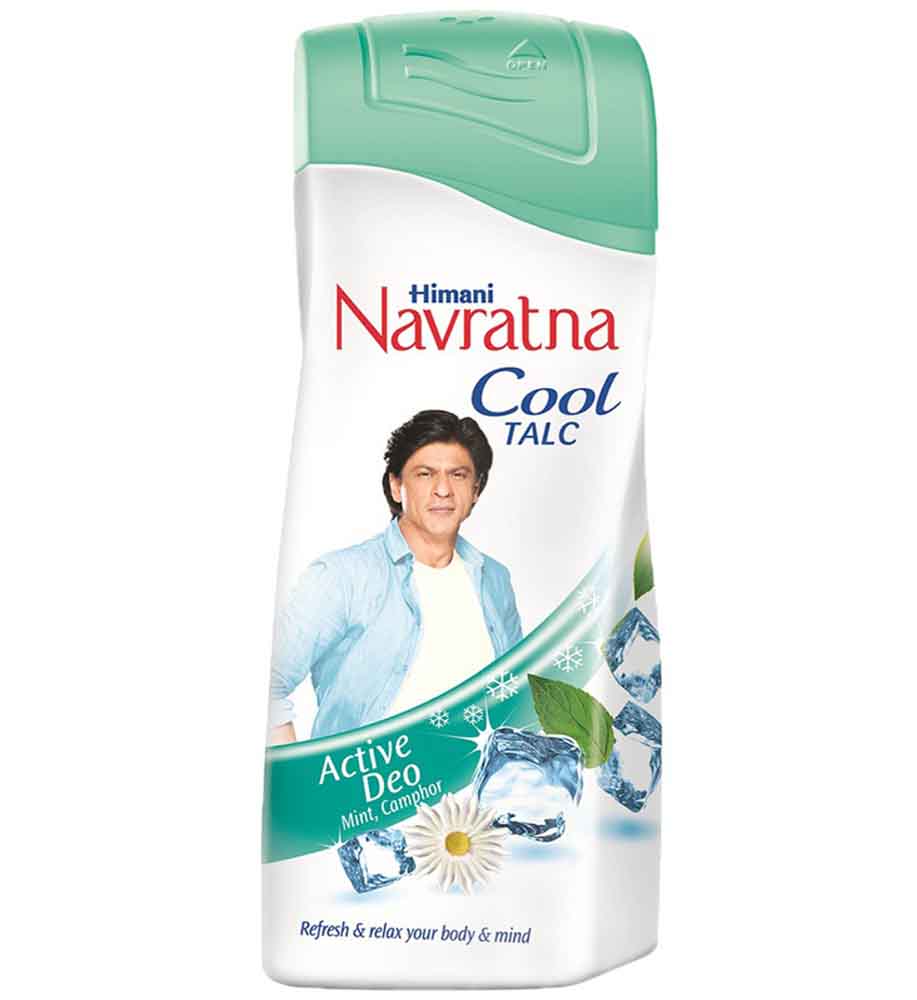 OPEN
Himani
Navratna
Cool
TALC
Active
Deo
Mint, Camphor
Refresh & relax your body & mind